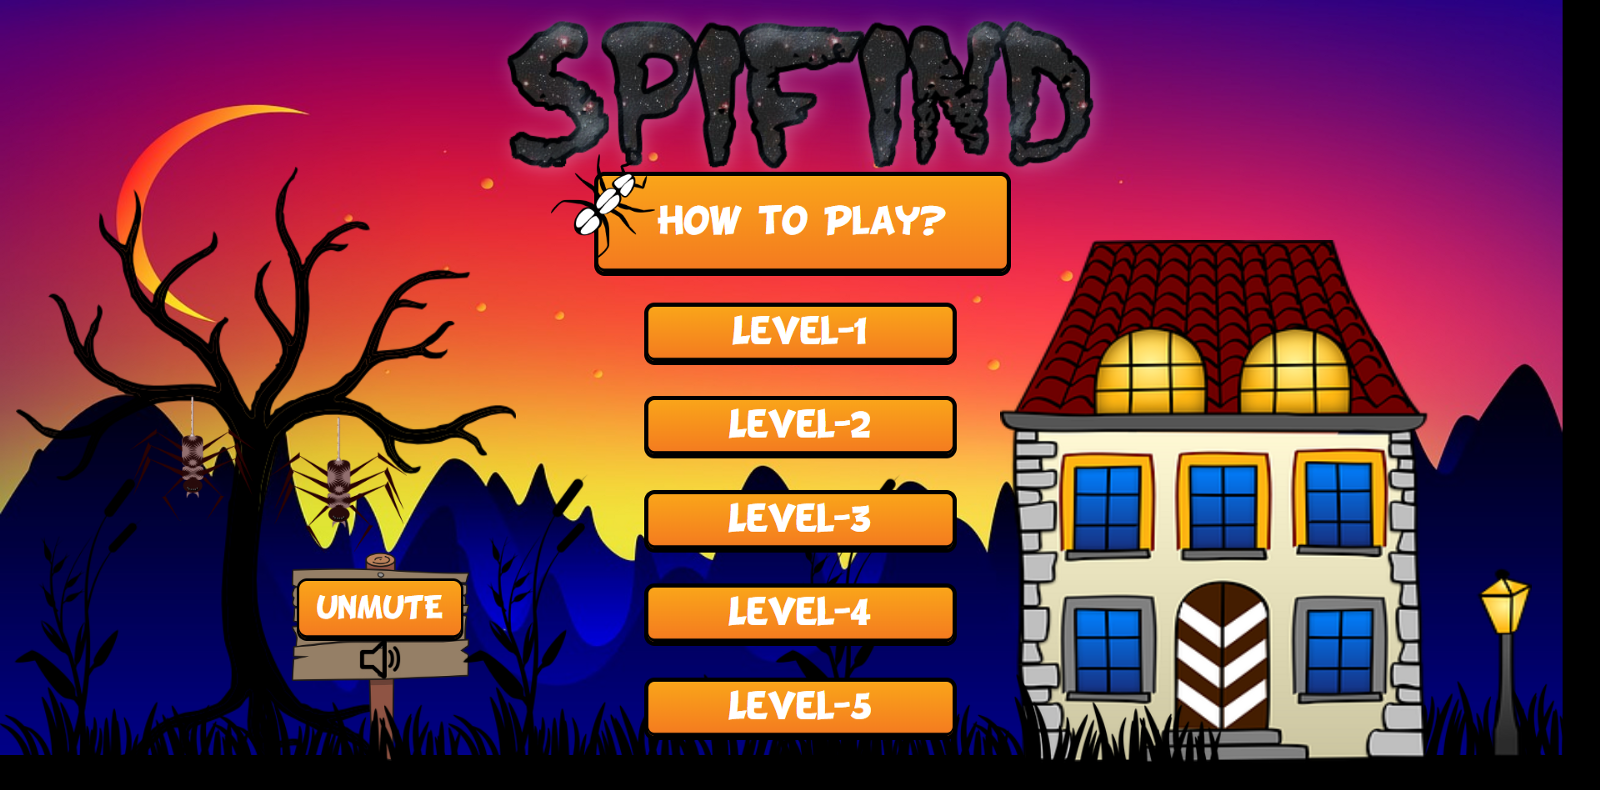 SPIFIND
HOW TO PLAY?
LEVEL-1
LEVEL-2
LEVEL-3
LEVEL-4
LEVEL-5
UNMUTE